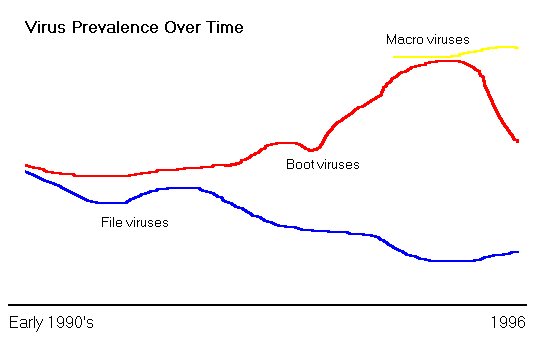 Virus Prevalence Over Time
Macro viruses
Boot viruses
File viruses
Early 1990's
1996